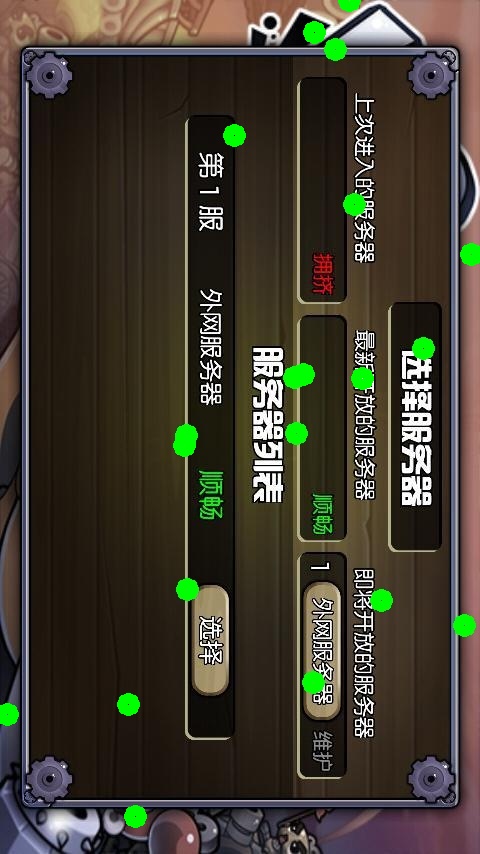 选择服务器
上次进入的服务器
最新开放的服务器
即将开放的服务器
拥挤
顺畅
1 外网服务器 维护
服务器列表
第 1 服 外网服务器 顺畅 选择